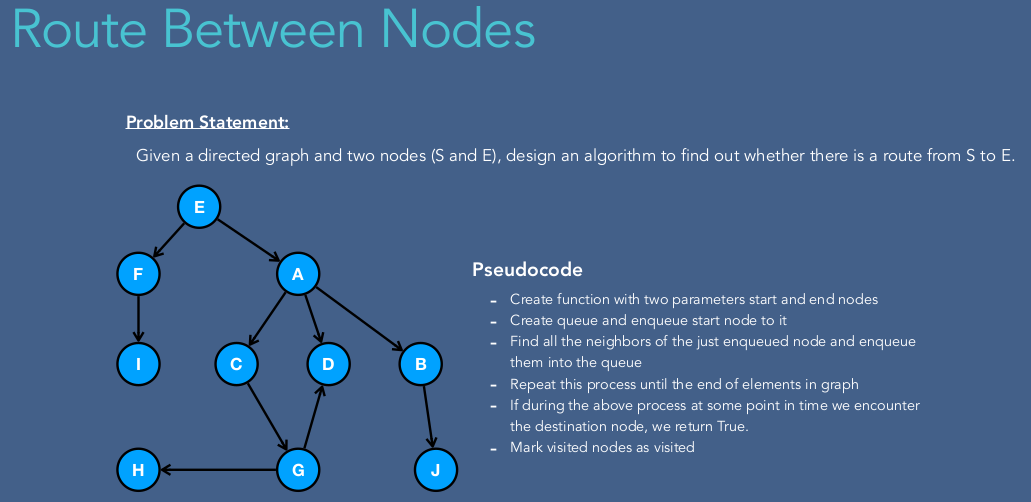 Route Between Nodes
Problem Statement:
Given a directed graph and two nodes (S and E), design an algorithm to find out whether there is a route from S to E.
E
F
A
I
C
D
B
H
G
J
Pseudocode
- Create function with two parameters start and end nodes
- Create queue and enqueue start node to it
- Find all the neighbors of the just enqueued node and enqueue
them into the queue
- Repeat this process until the end of elements in graph
- If during the above process at some point in time we encounter
the destination node, we return True.
- Mark visited nodes as visited